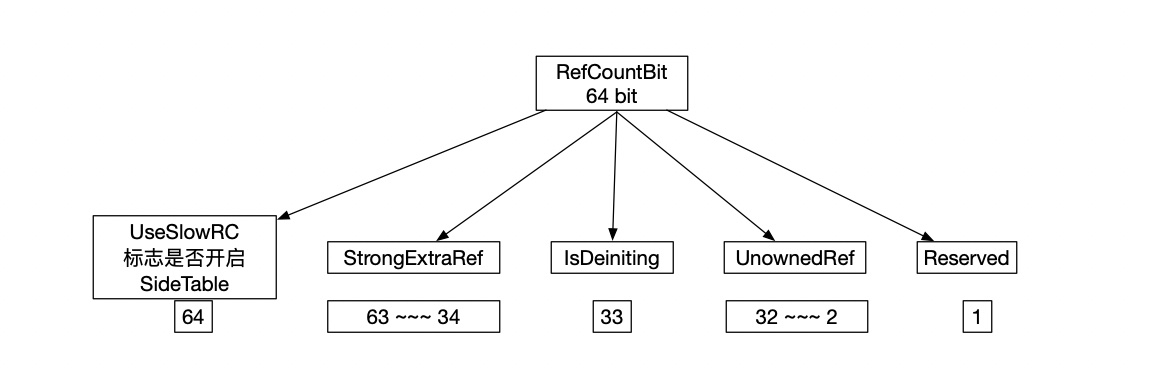 RefCountBit
64 bit
UseSlowRC
标志是否开启
SideTable
StrongExtraRef
IsDeiniting
UnownedRef
Reserved
64
63 ~~~ 34
33
32 ~~~ 2
1